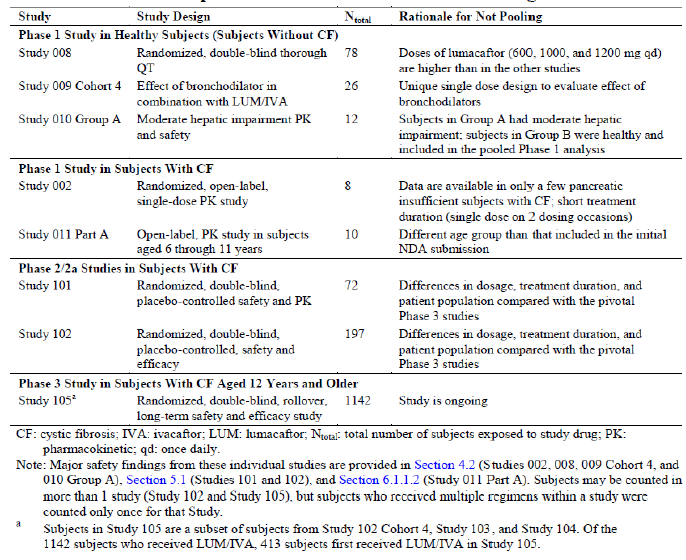 Study Study Design Ntotal Rationale for Not Pooling
Phase 1 Study in Healthy Subjects (Subjects Without CF)
Study 008 Randomized, double-blind thorough QT 78 Doses of lumacaftor (600, 1000, and 1200 mg qd) are higher than in the other studies
Study 009 Cohort 4 Effect of bronchodilator in combination with LUM/IVA 26 Unique single dose design to evaluate effect of bronchodilators
Study 010 Group A Moderate hepatic impairment PK and safety 12 Subjects in Group A had moderate hepatic impairment; subjects in Group B were healthy and included in the pooled Phase 1 analysis
Phase 1 Study in Subjects With CF
Study 002 Randomized, open-label, single-dose PK study 8 Data are available in only a few pancreatic insufficient subjects with CF; short treatment duration (single dose on 2 dosing occasions)
Study 011 Part A Open-label, PK study in subjects aged 6 through 11 years 10 Different age group than that included in the initial NDA submission
Phase 2/2a Studies in Subjects With CF
Study 101 Randomized, double-blind, placebo-controlled safety and PK 72 Differences in dosage, treatment duration, and patient population compared with the pivotal Phase 3 studies
Study 102 Randomized, double-blind, placebo-controlled, safety and efficacy 197 Differences in dosage, treatment duration, and patient population compared with the pivotal Phase 3 studies
Phase 3 Study in Subjects With CF Aged 12 Years and Older
Study 105a Randomized, double-blind, rollover, long-term safety and efficacy study 1142 Study is ongoing
CF: cystic fibrosis; IVA: ivacaftor; LUM: lumacaftor; Ntotal: total number of subjects exposed to study drug; PK:
pharmacokinetic; qd: once daily.
Note: Major safety findings from these individual studies are provided in Section 4.2 (Studies 002, 008, 009 Cohort 4, and
010 Group A), Section 5.1 (Studies 101 and 102), and Section 6.1.1.2 (Study 011 Part A). Subjects may be counted in
more than 1 study (Study 102 and Study 105), but subjects who received multiple regimens within a study were
counted only once for that Study.
a Subjects in Study 105 are a subset of subjects from Study 102 Cohort 4, Study 103, and Study 104. Of the
1142 subjects who received LUM/IVA, 413 subjects first received LUM/IVA in Study 105.